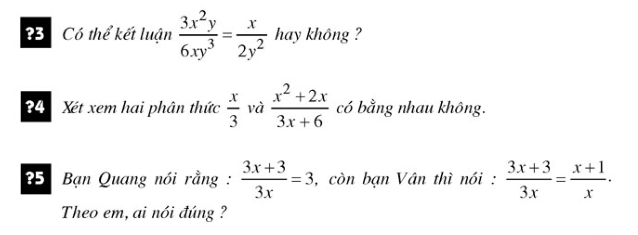 ?3 Có thể kết luận $\frac{3x^2y}{6xy^3} = \frac{x}{2y^2}$ hay không ?
?4 Xét xem hai phân thức $\frac{x}{3}$ và $\frac{x^2+2x}{3x+6}$ có bằng nhau không.
?5 Bạn Quang nói rằng : $\frac{3x+3}{3x} = 3$, còn bạn Vân thì nói : $\frac{3x+3}{3x} = \frac{x+1}{x}$.
Theo em, ai nói đúng ?